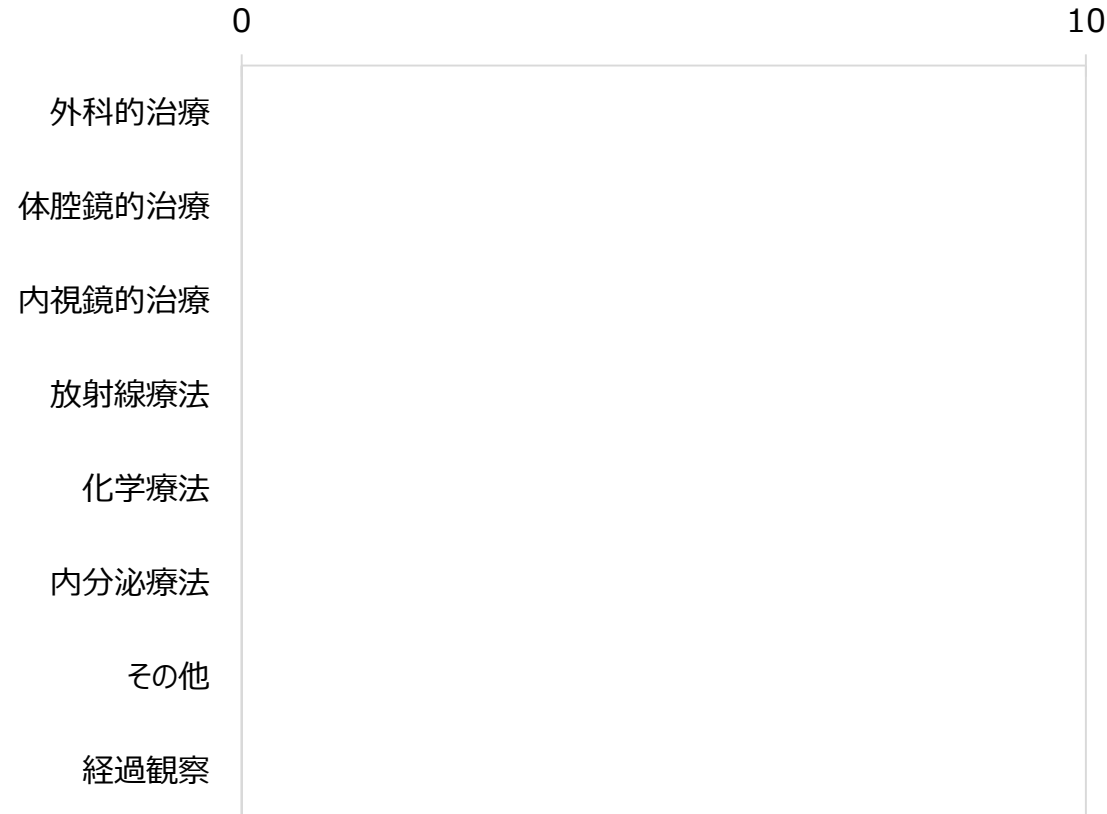 0 10
外科的治療
体腔鏡的治療
内視鏡的治療
放射線療法
化学療法
内分泌療法
その他
経過観察